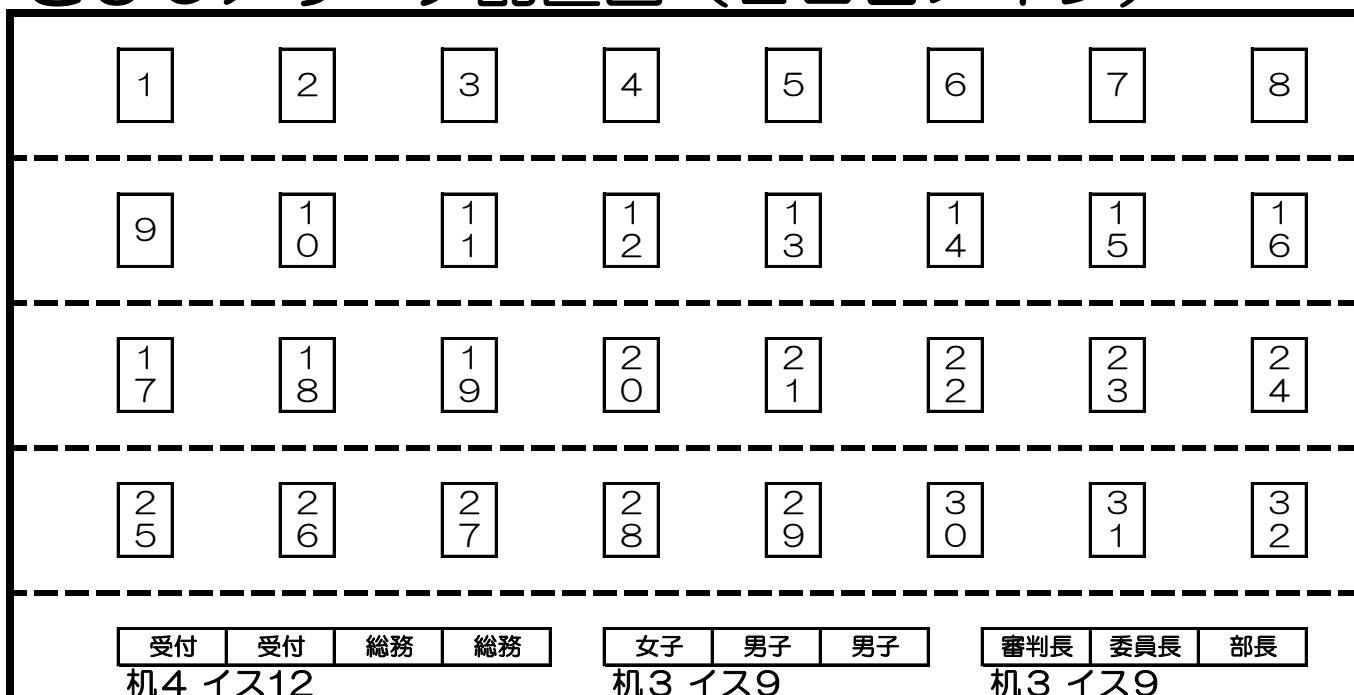 1 2 3 4 5 6 7 8
9 10 11 12 13 14 15 16
17 18 19 20 21 22 23 24
25 26 27 28 29 30 31 32
受付 受付 総務 総務 女子 男子 男子 審判長 委員長 部長
机4 イス12 机3 イス9 机3 イス9